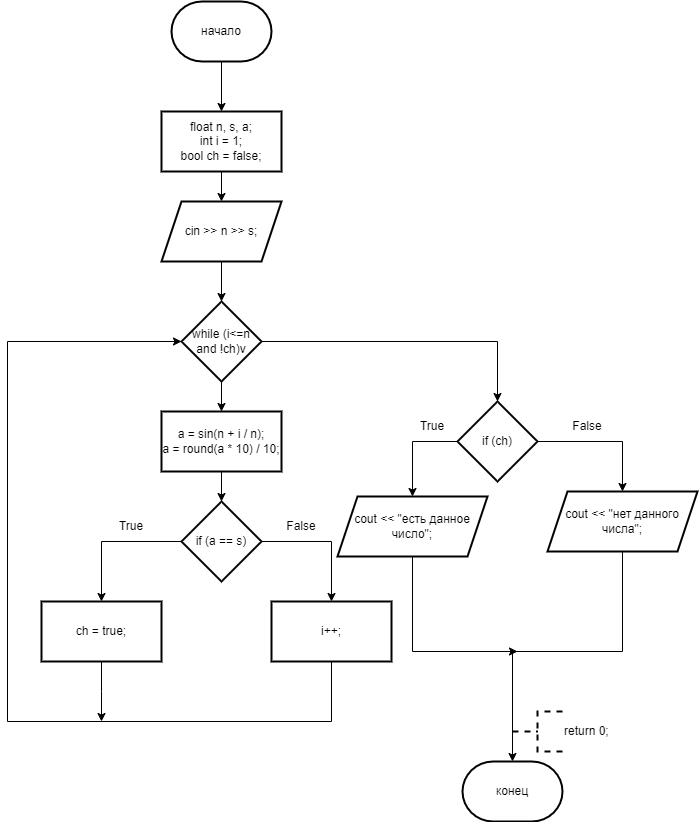 начало
float n, s, a;
int i = 1;
bool ch = false;
cin >> n >> s;
while (i<=n
and !ch)v
a = sin(n + i / n);
a = round(a * 10) / 10;
if (a == s)
True
False
ch = true;
i++;
if (ch)
True
False
cout << "есть данное
число";
cout << "нет данного
числа";
return 0;
конец